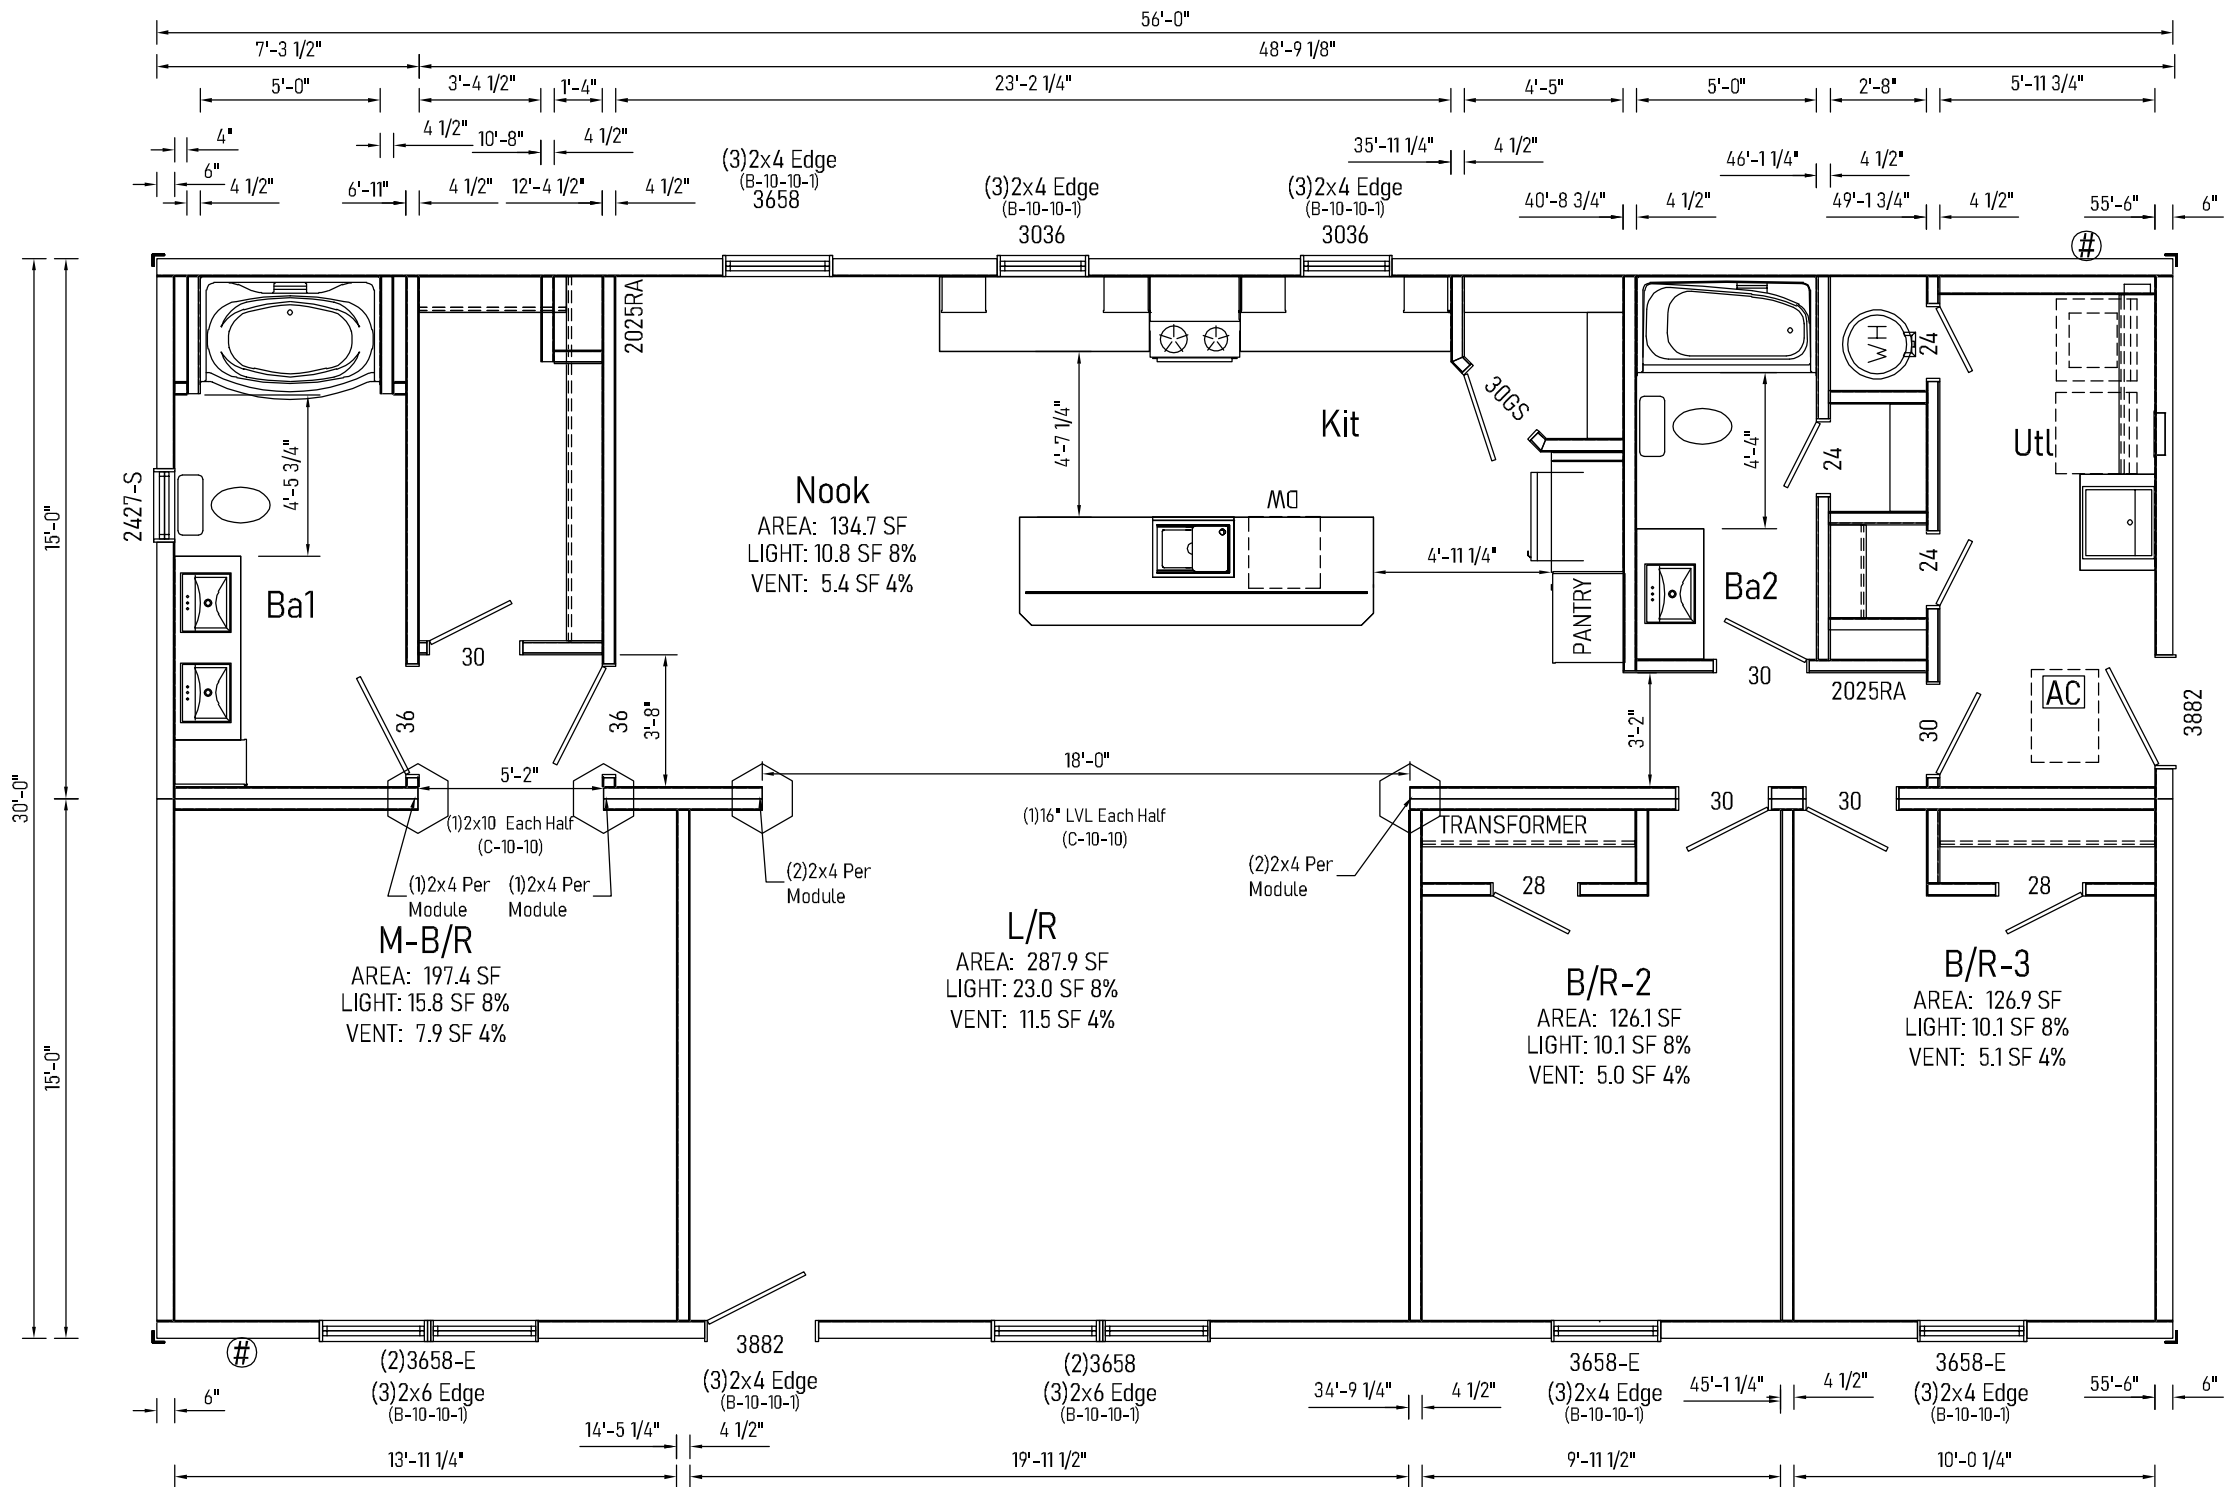 56'-0"
7'-3 1/2"
48'-9 1/8"
5'-0"
3'-4 1/2"
1'-4"
23'-2 1/4"
4'-5"
5'-0"
2'-8"
5'-11 3/4"
4"
4 1/2"
10'-8"
4 1/2"
35'-11 1/4"
4 1/2"
46'-1 1/4"
4 1/2"
6"
4 1/2"
6'-11"
4 1/2"
12'-4 1/2"
4 1/2"
40'-8 3/4"
4 1/2"
49'-1 3/4"
4 1/2"
55'-6"
6"
(3)2x4 Edge
(B-10-10-1)
3658
(3)2x4 Edge
(B-10-10-1)
3036
(3)2x4 Edge
(B-10-10-1)
3036
#
2025RA
WH
24
30GS
Kit
4'-7 1/4"
4'-5 3/4"
2427-S
15'-0"
30'-0"
Nook
AREA: 134.7 SF
LIGHT: 10.8 SF 8%
VENT: 5.4 SF 4%
DW
4'-11 1/4"
4'-4"
24
24
Utl
Ba1
Ba2
PANTRY
30
30
2025RA
AC
3882
36
36
3'-8"
3'-2"
30
5'-2"
18'-0"
30
30
(1)2x10 Each Half
(C-10-10)
(1)16" LVL Each Half
(C-10-10)
TRANSFORMER
(1)2x4 Per
Module
(1)2x4 Per
Module
(2)2x4 Per
Module
(2)2x4 Per
Module
28
28
M-B/R
AREA: 197.4 SF
LIGHT: 15.8 SF 8%
VENT: 7.9 SF 4%
L/R
AREA: 287.9 SF
LIGHT: 23.0 SF 8%
VENT: 11.5 SF 4%
B/R-2
AREA: 126.1 SF
LIGHT: 10.1 SF 8%
VENT: 5.0 SF 4%
B/R-3
AREA: 126.9 SF
LIGHT: 10.1 SF 8%
VENT: 5.1 SF 4%
15'-0"
#
(2)3658-E
(3)2x6 Edge
(B-10-10-1)
3882
(3)2x4 Edge
(B-10-10-1)
(2)3658
(3)2x6 Edge
(B-10-10-1)
3658-E
(3)2x4 Edge
(B-10-10-1)
3658-E
(3)2x4 Edge
(B-10-10-1)
6"
34'-9 1/4"
4 1/2"
45'-1 1/4"
4 1/2"
55'-6"
6"
14'-5 1/4"
4 1/2"
13'-11 1/4"
19'-11 1/2"
9'-11 1/2"
10'-0 1/4"